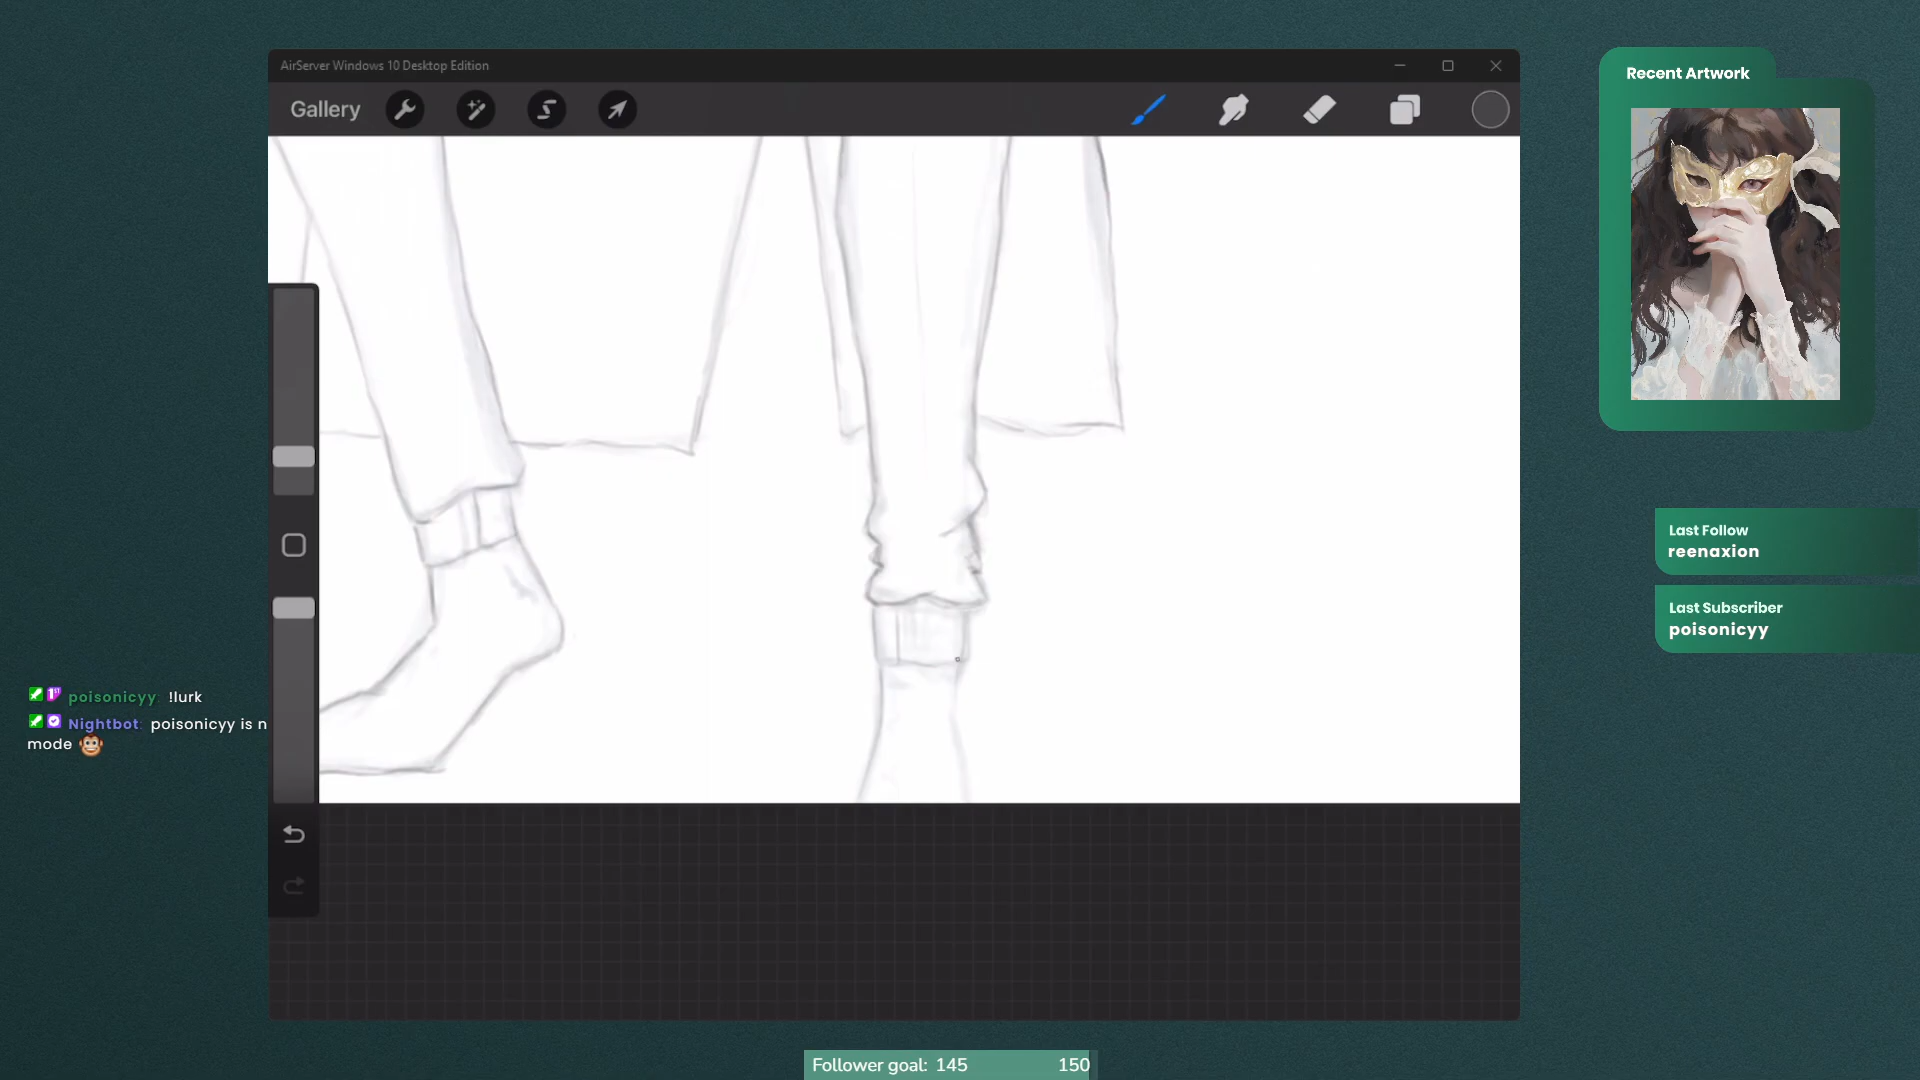 AirServer Windows 10 Desktop Edition
Gallery
Recent Artwork
Last Follow
reenaxion
Last Subscriber
poisonicyy
poisonicyy: !lurk
Nightbot: poisonicyy is n
mode
Follower goal: 145 150